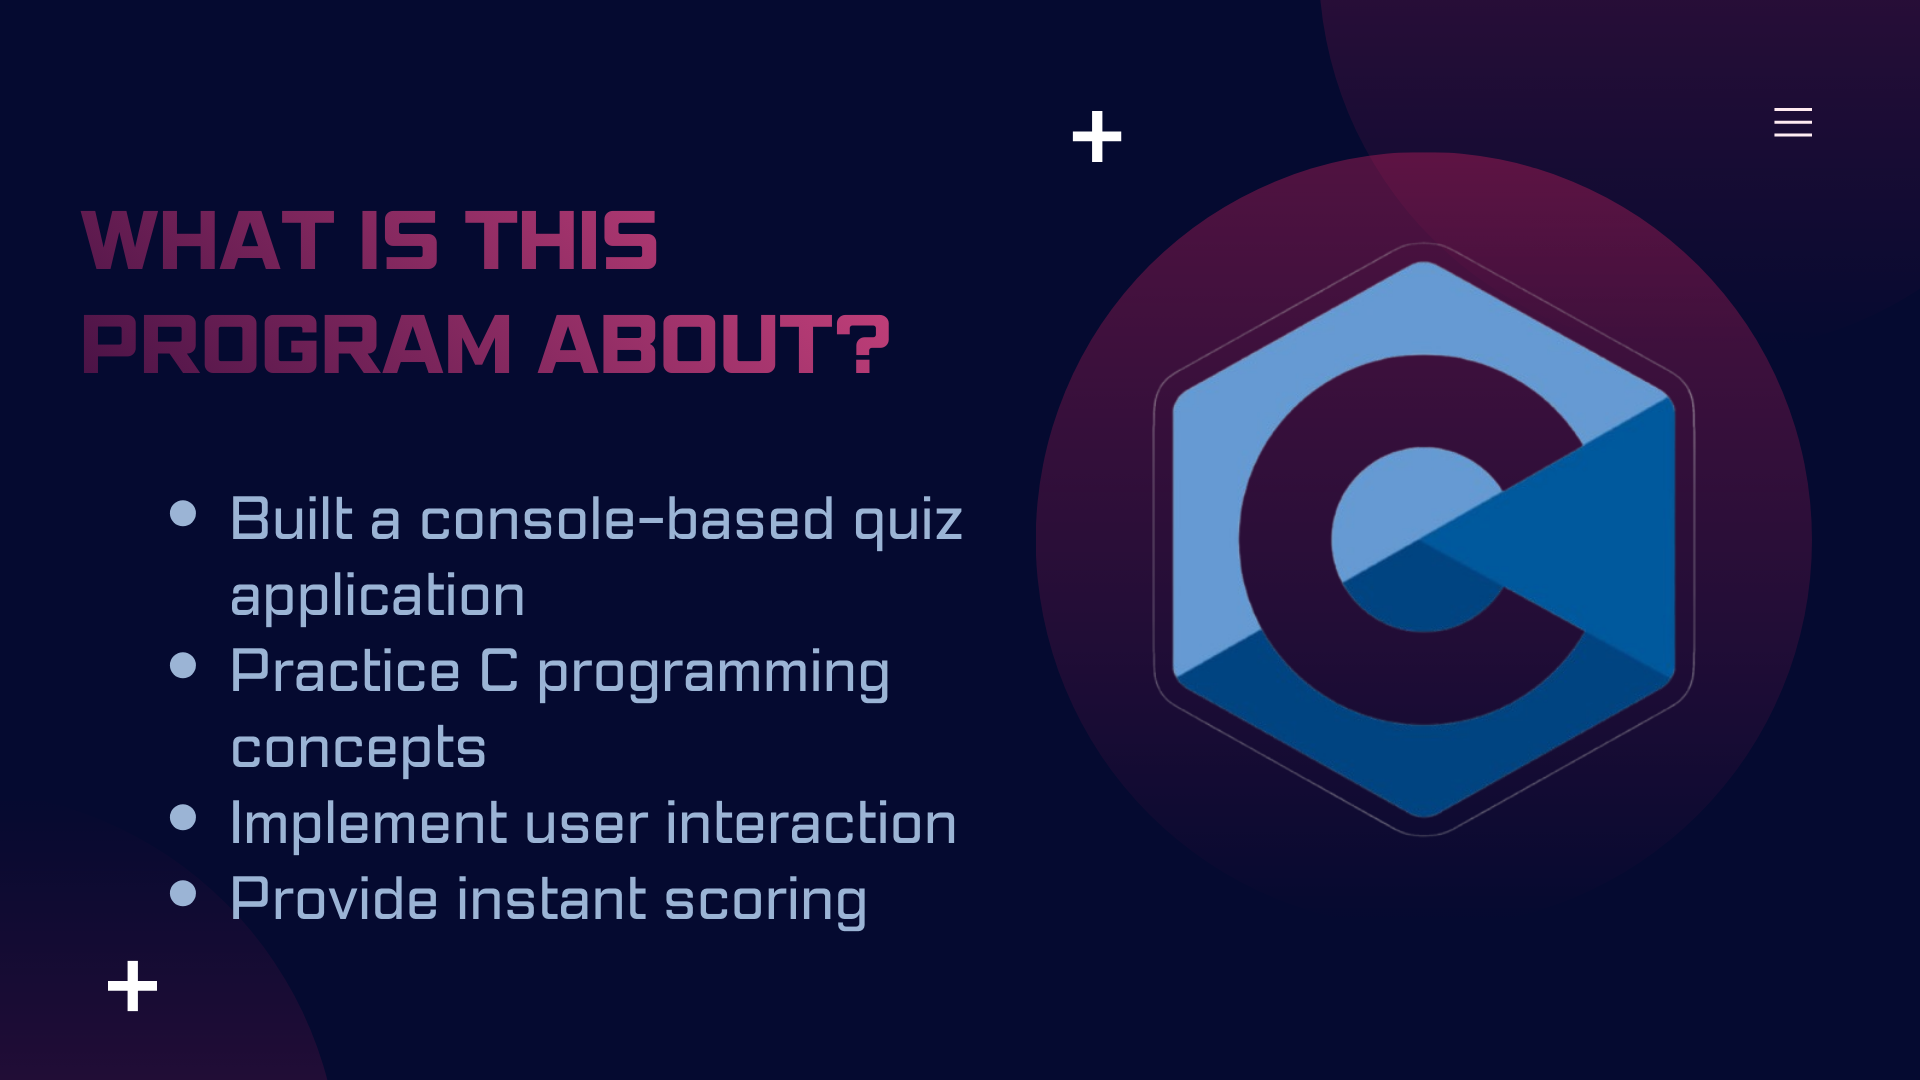 WHAT IS THIS
PROGRAM ABOUT?
• Built a console-based quiz
application
• Practice C programming
concepts
• Implement user interaction
• Provide instant scoring
C